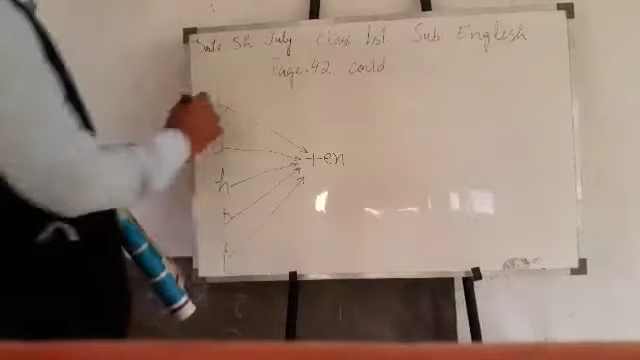 Date 5th July Class 1st Sub English
Page-42 contd
+en
h
p
t